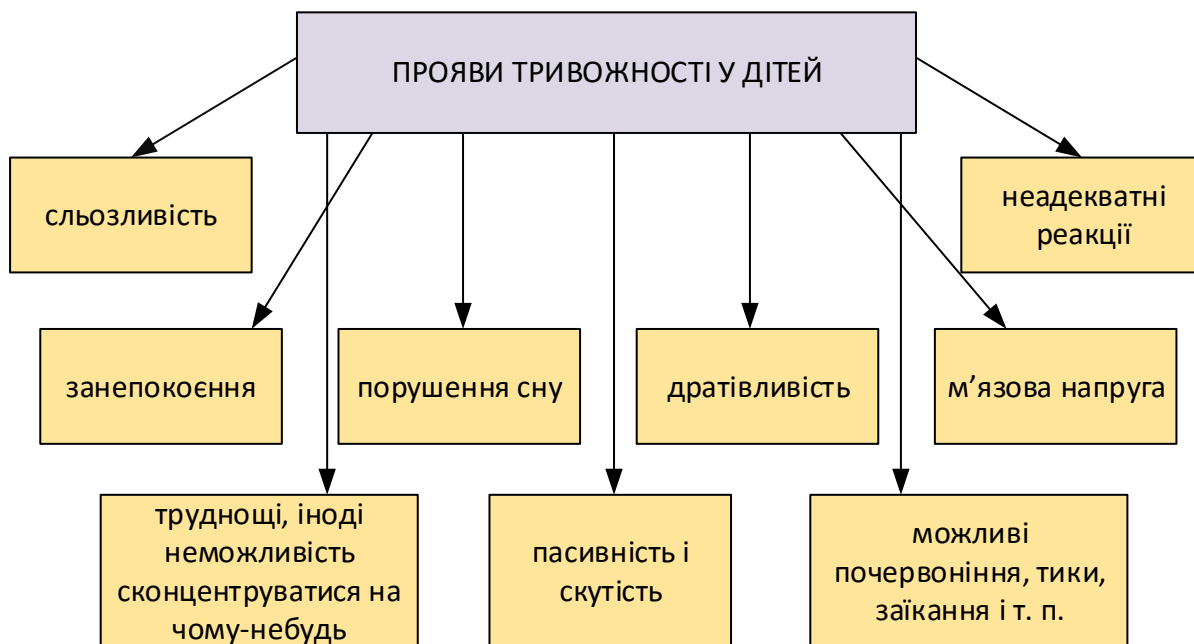 ПРОЯВИ ТРИВОЖНОСТІ У ДІТЕЙ
сльозливість
неадекватні
реакції
занепокоєння
порушення сну
дратівливість
м’язова напруга
труднощі, іноді
неможливість
сконцентруватися на
чому-небудь
пасивність і
скутість
можливі
почервоніння, тики,
заїкання і т. п.